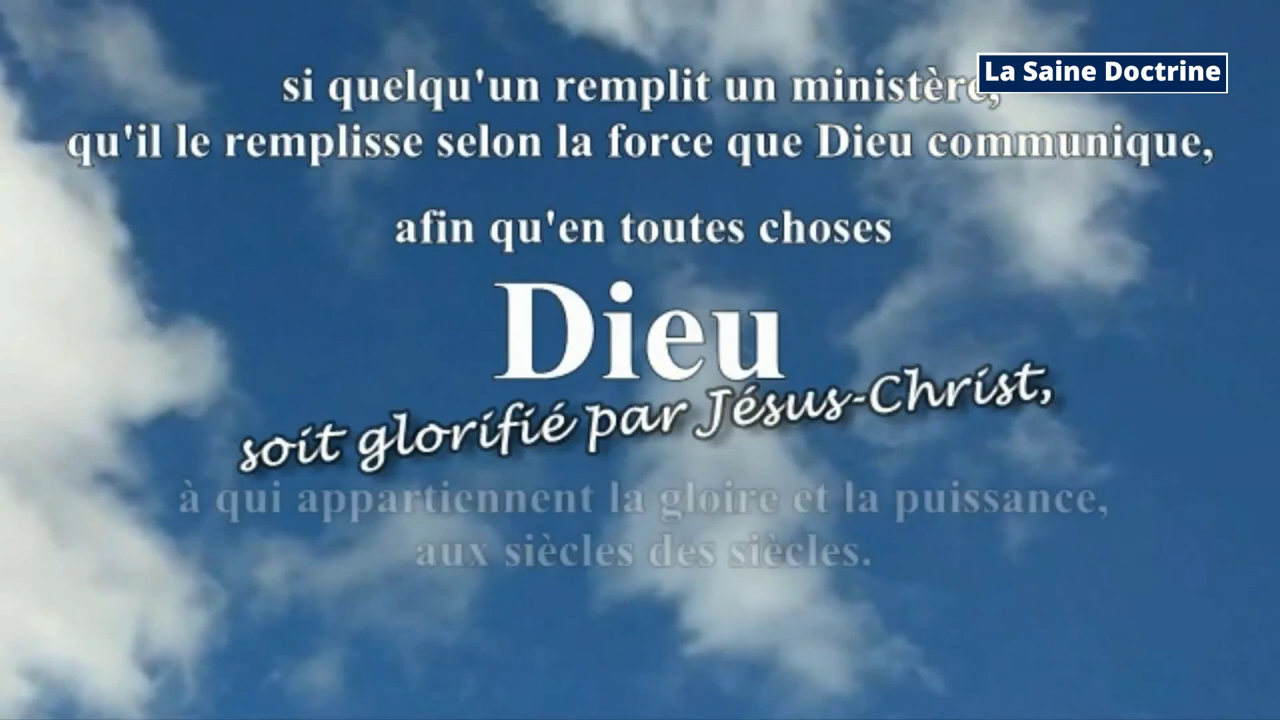 La Saine Doctrine
si quelqu'un remplit un ministère,
qu'il le remplisse selon la force que Dieu communique,
afin qu'en toutes choses
Dieu
soit glorifié par Jésus-Christ,
à qui appartiennent la gloire et la puissance,
aux siècles des siècles.